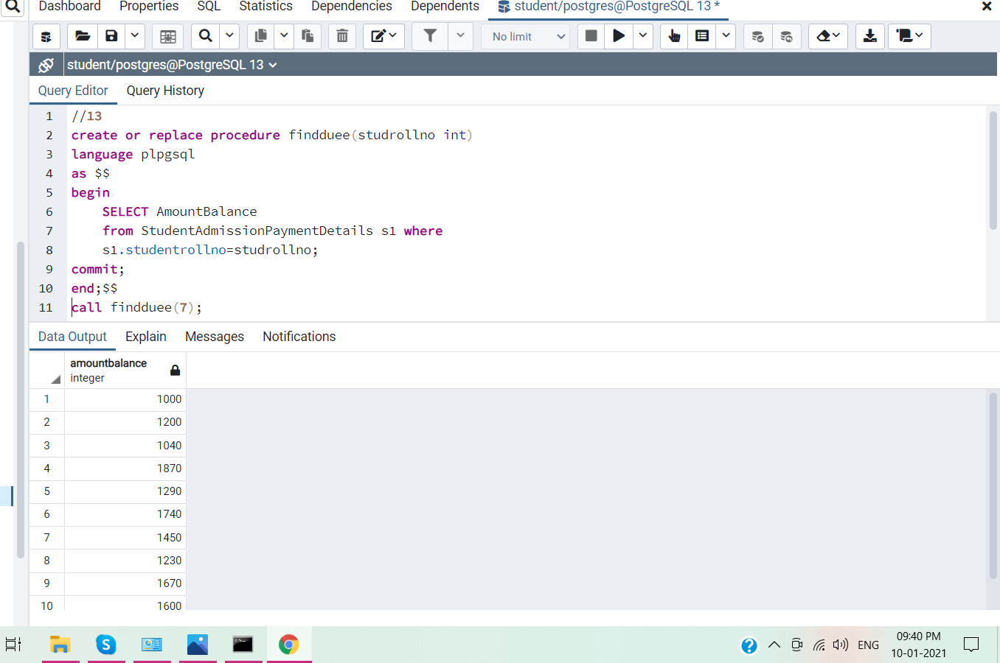 Dashboard Properties SQL Statistics Dependencies Dependents student/postgres@PostgreSQL 13 *
No limit
student/postgres@PostgreSQL 13
Query Editor Query History
1 //13
2 create or replace procedure findduee(studrollno int)
3 language plpgsql
4 as $$
5 begin
6 SELECT AmountBalance
7 from StudentAdmissionPaymentDetails s1 where
8 s1.studentrollno=studrollno;
9 commit;
10 end;$$
11 call findduee(7);
Data Output Explain Messages Notifications
amountbalance
integer
1 1000
2 1200
3 1040
4 1870
5 1290
6 1740
7 1450
8 1230
9 1670
10 1600
ENG
09:40 PM
10-01-2021